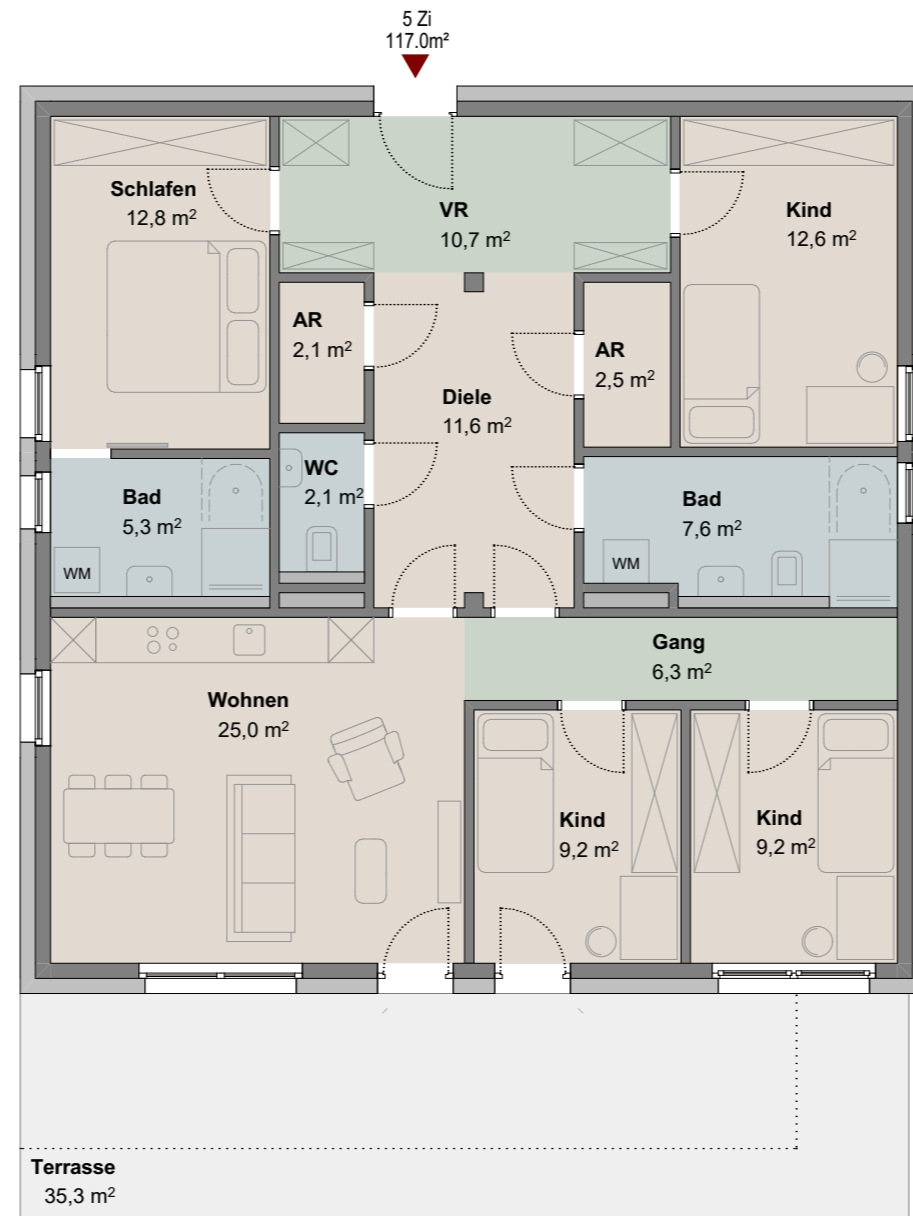 5 Zi
117.0m²
Schlafen
12,8 m²
VR
10,7 m²
Kind
12,6 m²
AR
2,1 m²
AR
2,5 m²
Diele
11,6 m²
WC
2,1 m²
Bad
5,3 m²
WM
Bad
7,6 m²
WM
Gang
6,3 m²
Wohnen
25,0 m²
Kind
9,2 m²
Kind
9,2 m²
Terrasse
35,3 m²